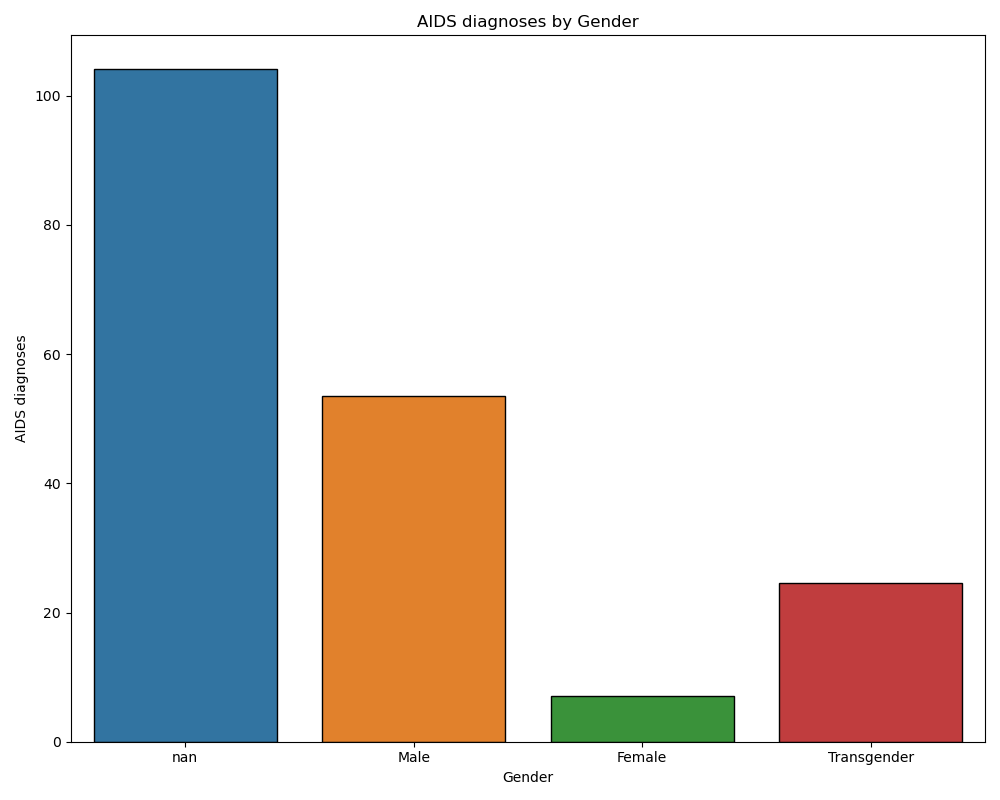 AIDS diagnoses by Gender
AIDS diagnoses
100
80
60
40
20
0
nan Male Female Transgender
Gender